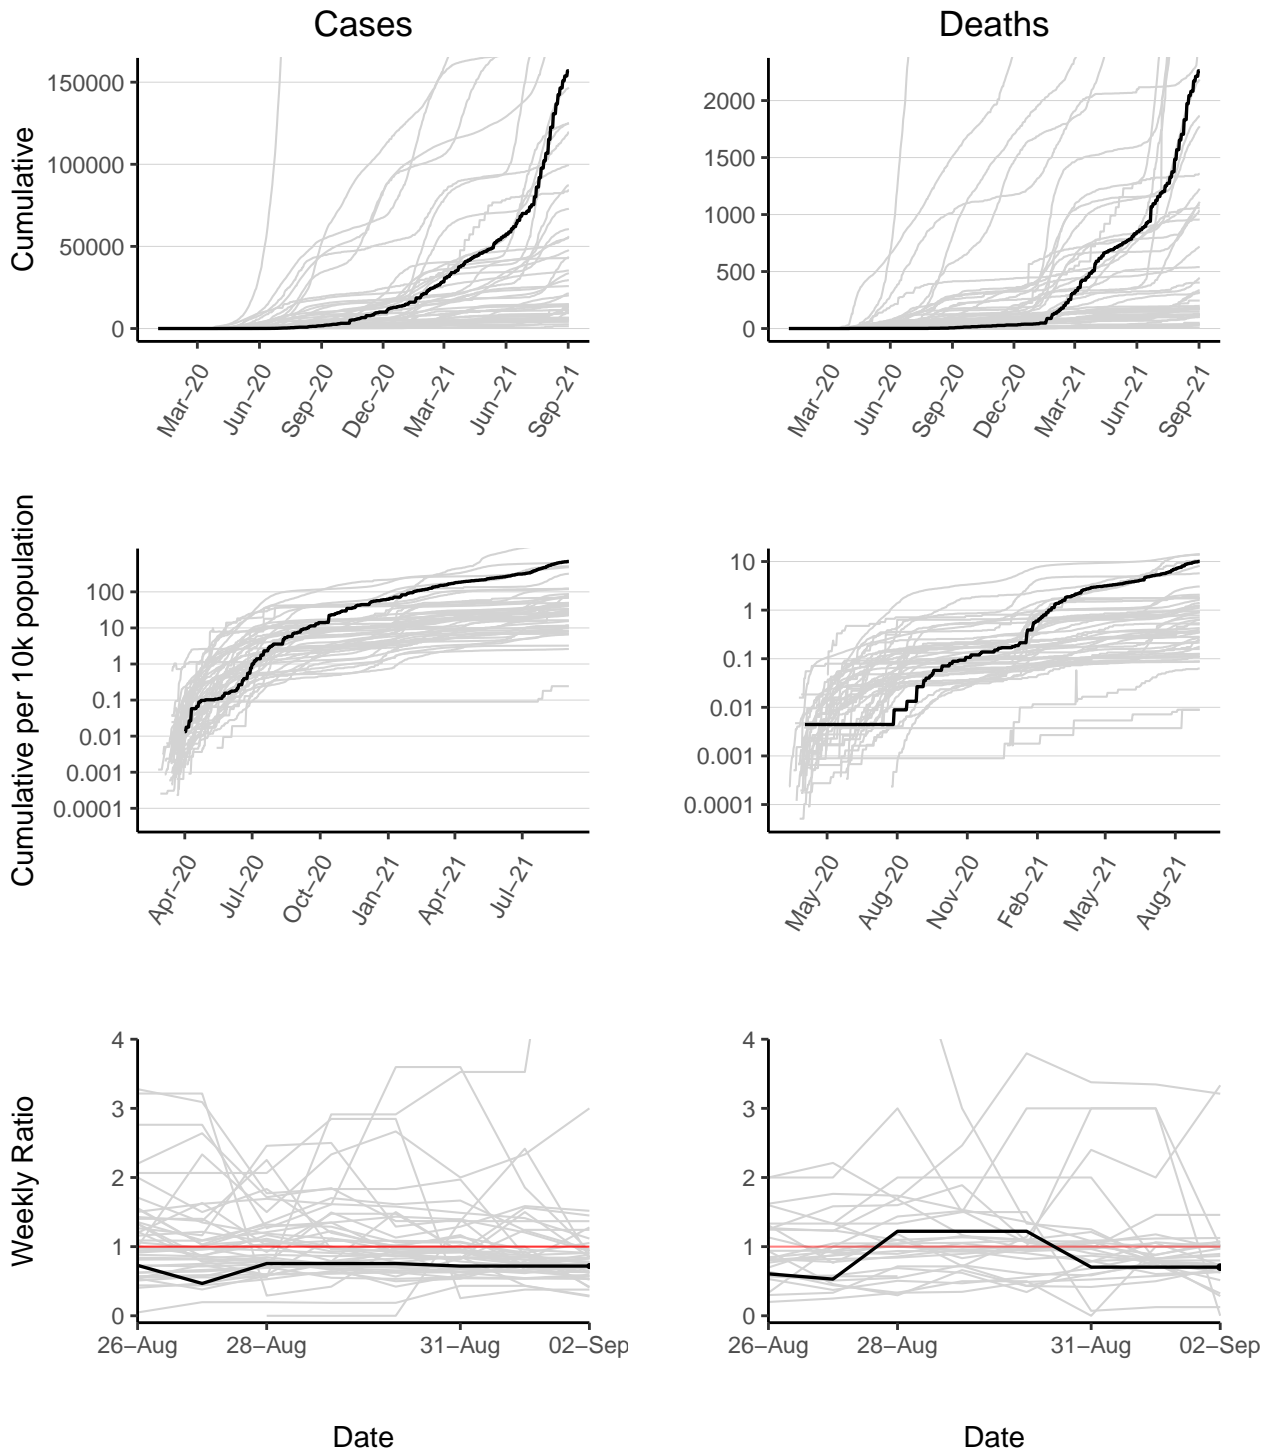 Cases
Deaths
Cumulative
150000
100000
50000
0
Mar−20
Jun−20
Sep−20
Dec−20
Mar−21
Jun−21
Sep−21
2000
1500
1000
500
0
Mar−20
Jun−20
Sep−20
Dec−20
Mar−21
Jun−21
Sep−21
Cumulative per 10k population
100
10
1
0.1
0.01
0.001
0.0001
Apr−20
Jul−20
Oct−20
Jan−21
Apr−21
Jul−21
10
1
0.1
0.01
0.001
0.0001
May−20
Aug−20
Nov−20
Feb−21
May−21
Aug−21
Weekly Ratio
4
3
2
1
0
26−Aug
28−Aug
31−Aug
02−Sep
4
3
2
1
0
26−Aug
28−Aug
31−Aug
02−Sep
Date
Date